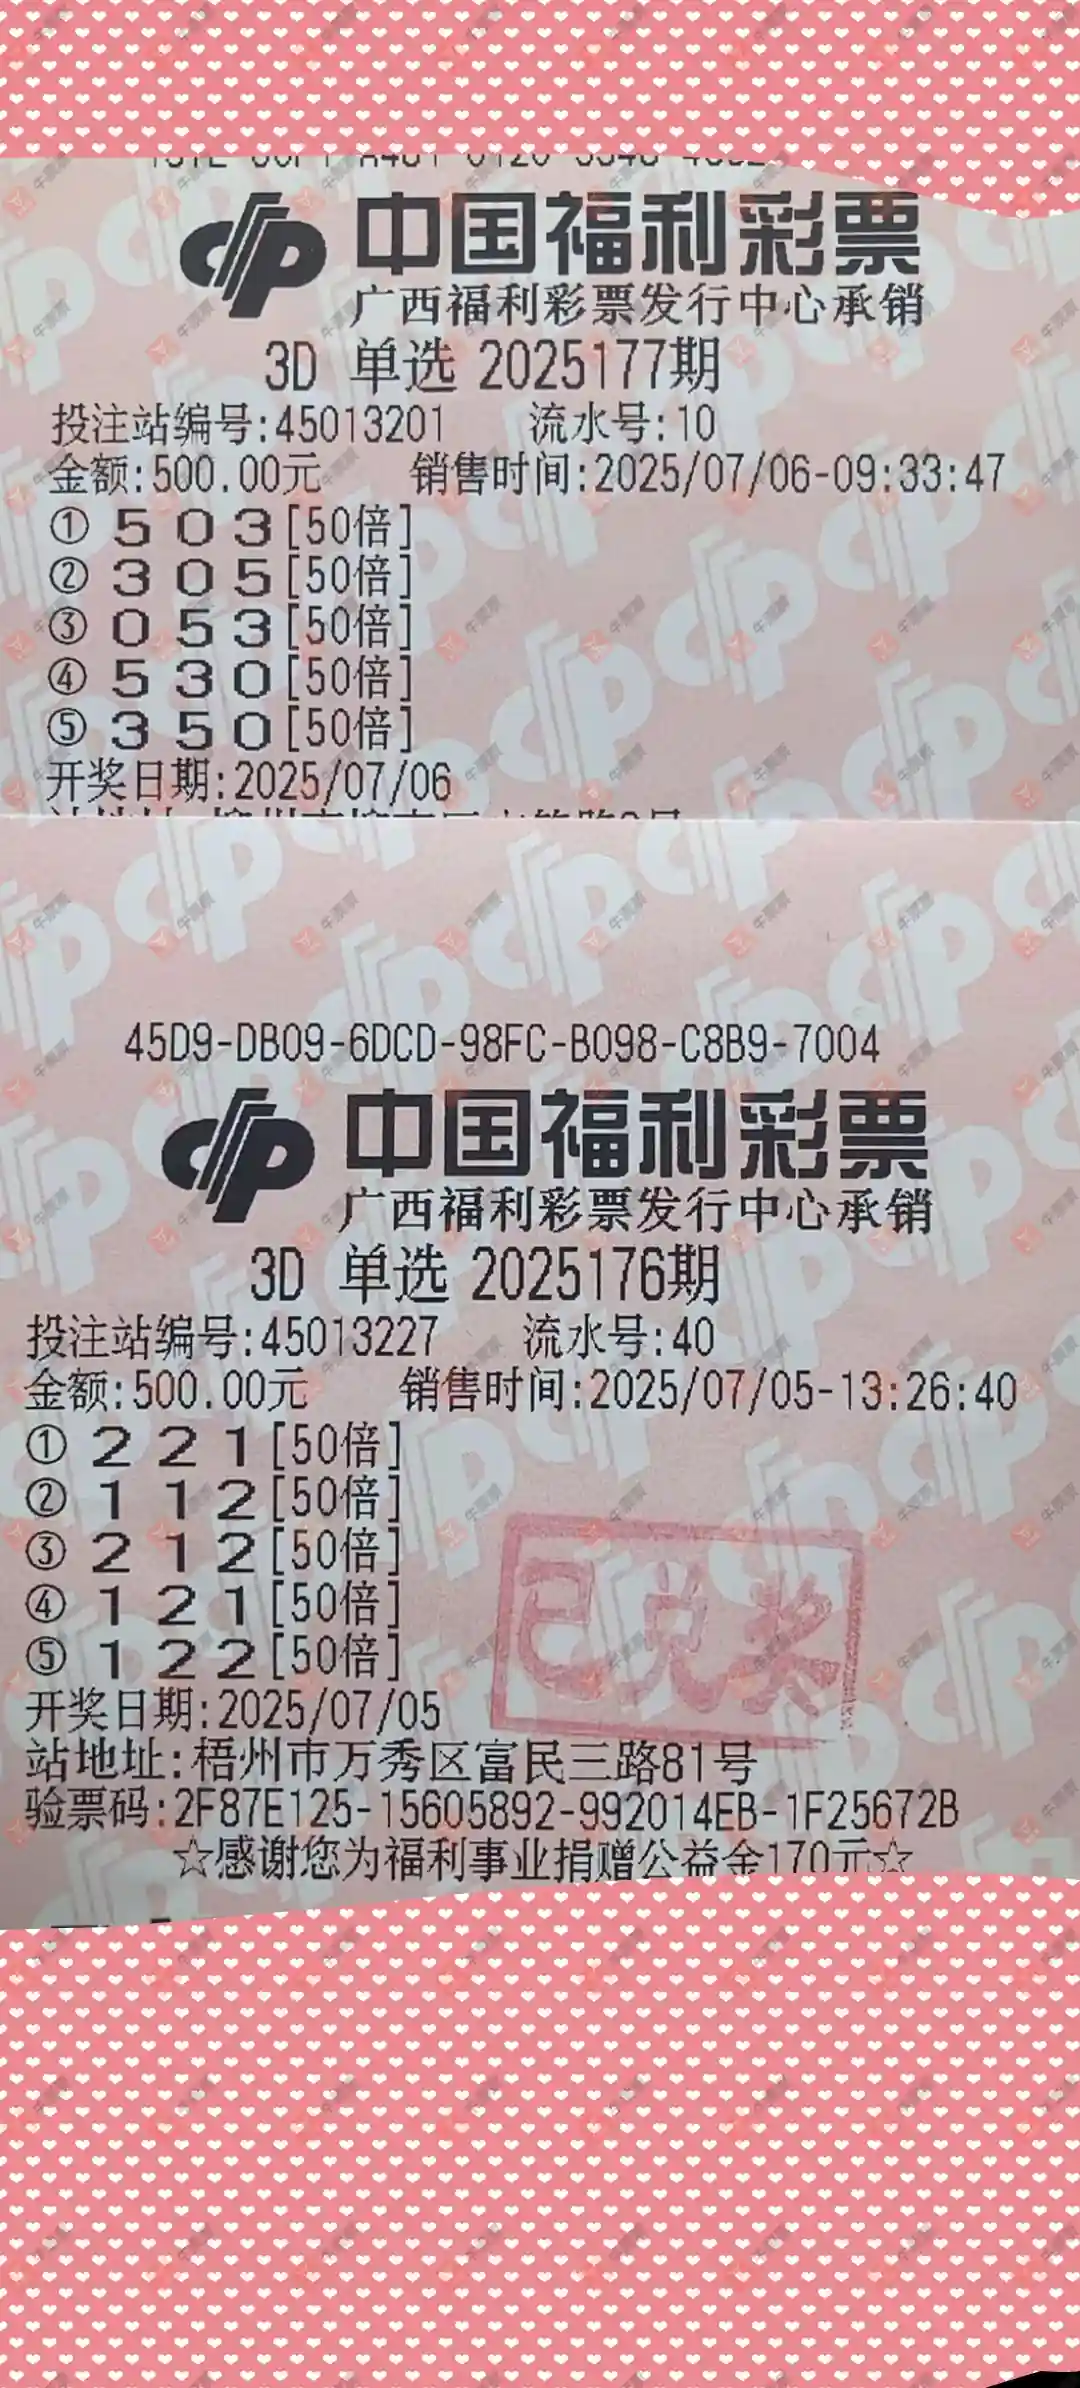 中国福利彩票
广西福利彩票发行中心承销
3D 单选 2025177期
投注站编号:45013201 流水号:10
金额:500.00元 销售时间:2025/07/06-09:33:47
① 5 0 3[50倍]
② 3 0 5[50倍]
③ 0 5 3[50倍]
④ 5 3 0[50倍]
⑤ 3 5 0[50倍]
开奖日期:2025/07/06
45D9-DB09-6DCD-98FC-B098-C8B9-7004
中国福利彩票
广西福利彩票发行中心承销
3D 单选 2025176期
投注站编号:45013227 流水号:40
金额:500.00元 销售时间:2025/07/05-13:26:40
① 2 2 1[50倍]
② 1 1 2[50倍]
③ 2 1 2[50倍]
④ 1 2 1[50倍]
⑤ 1 2 2[50倍]
已兑奖
开奖日期:2025/07/05
站地址:梧州市万秀区富民三路81号
验票码:2F87E125-15605892-992014EB-1F25672B
☆感谢您为福利事业捐赠公益金170元☆